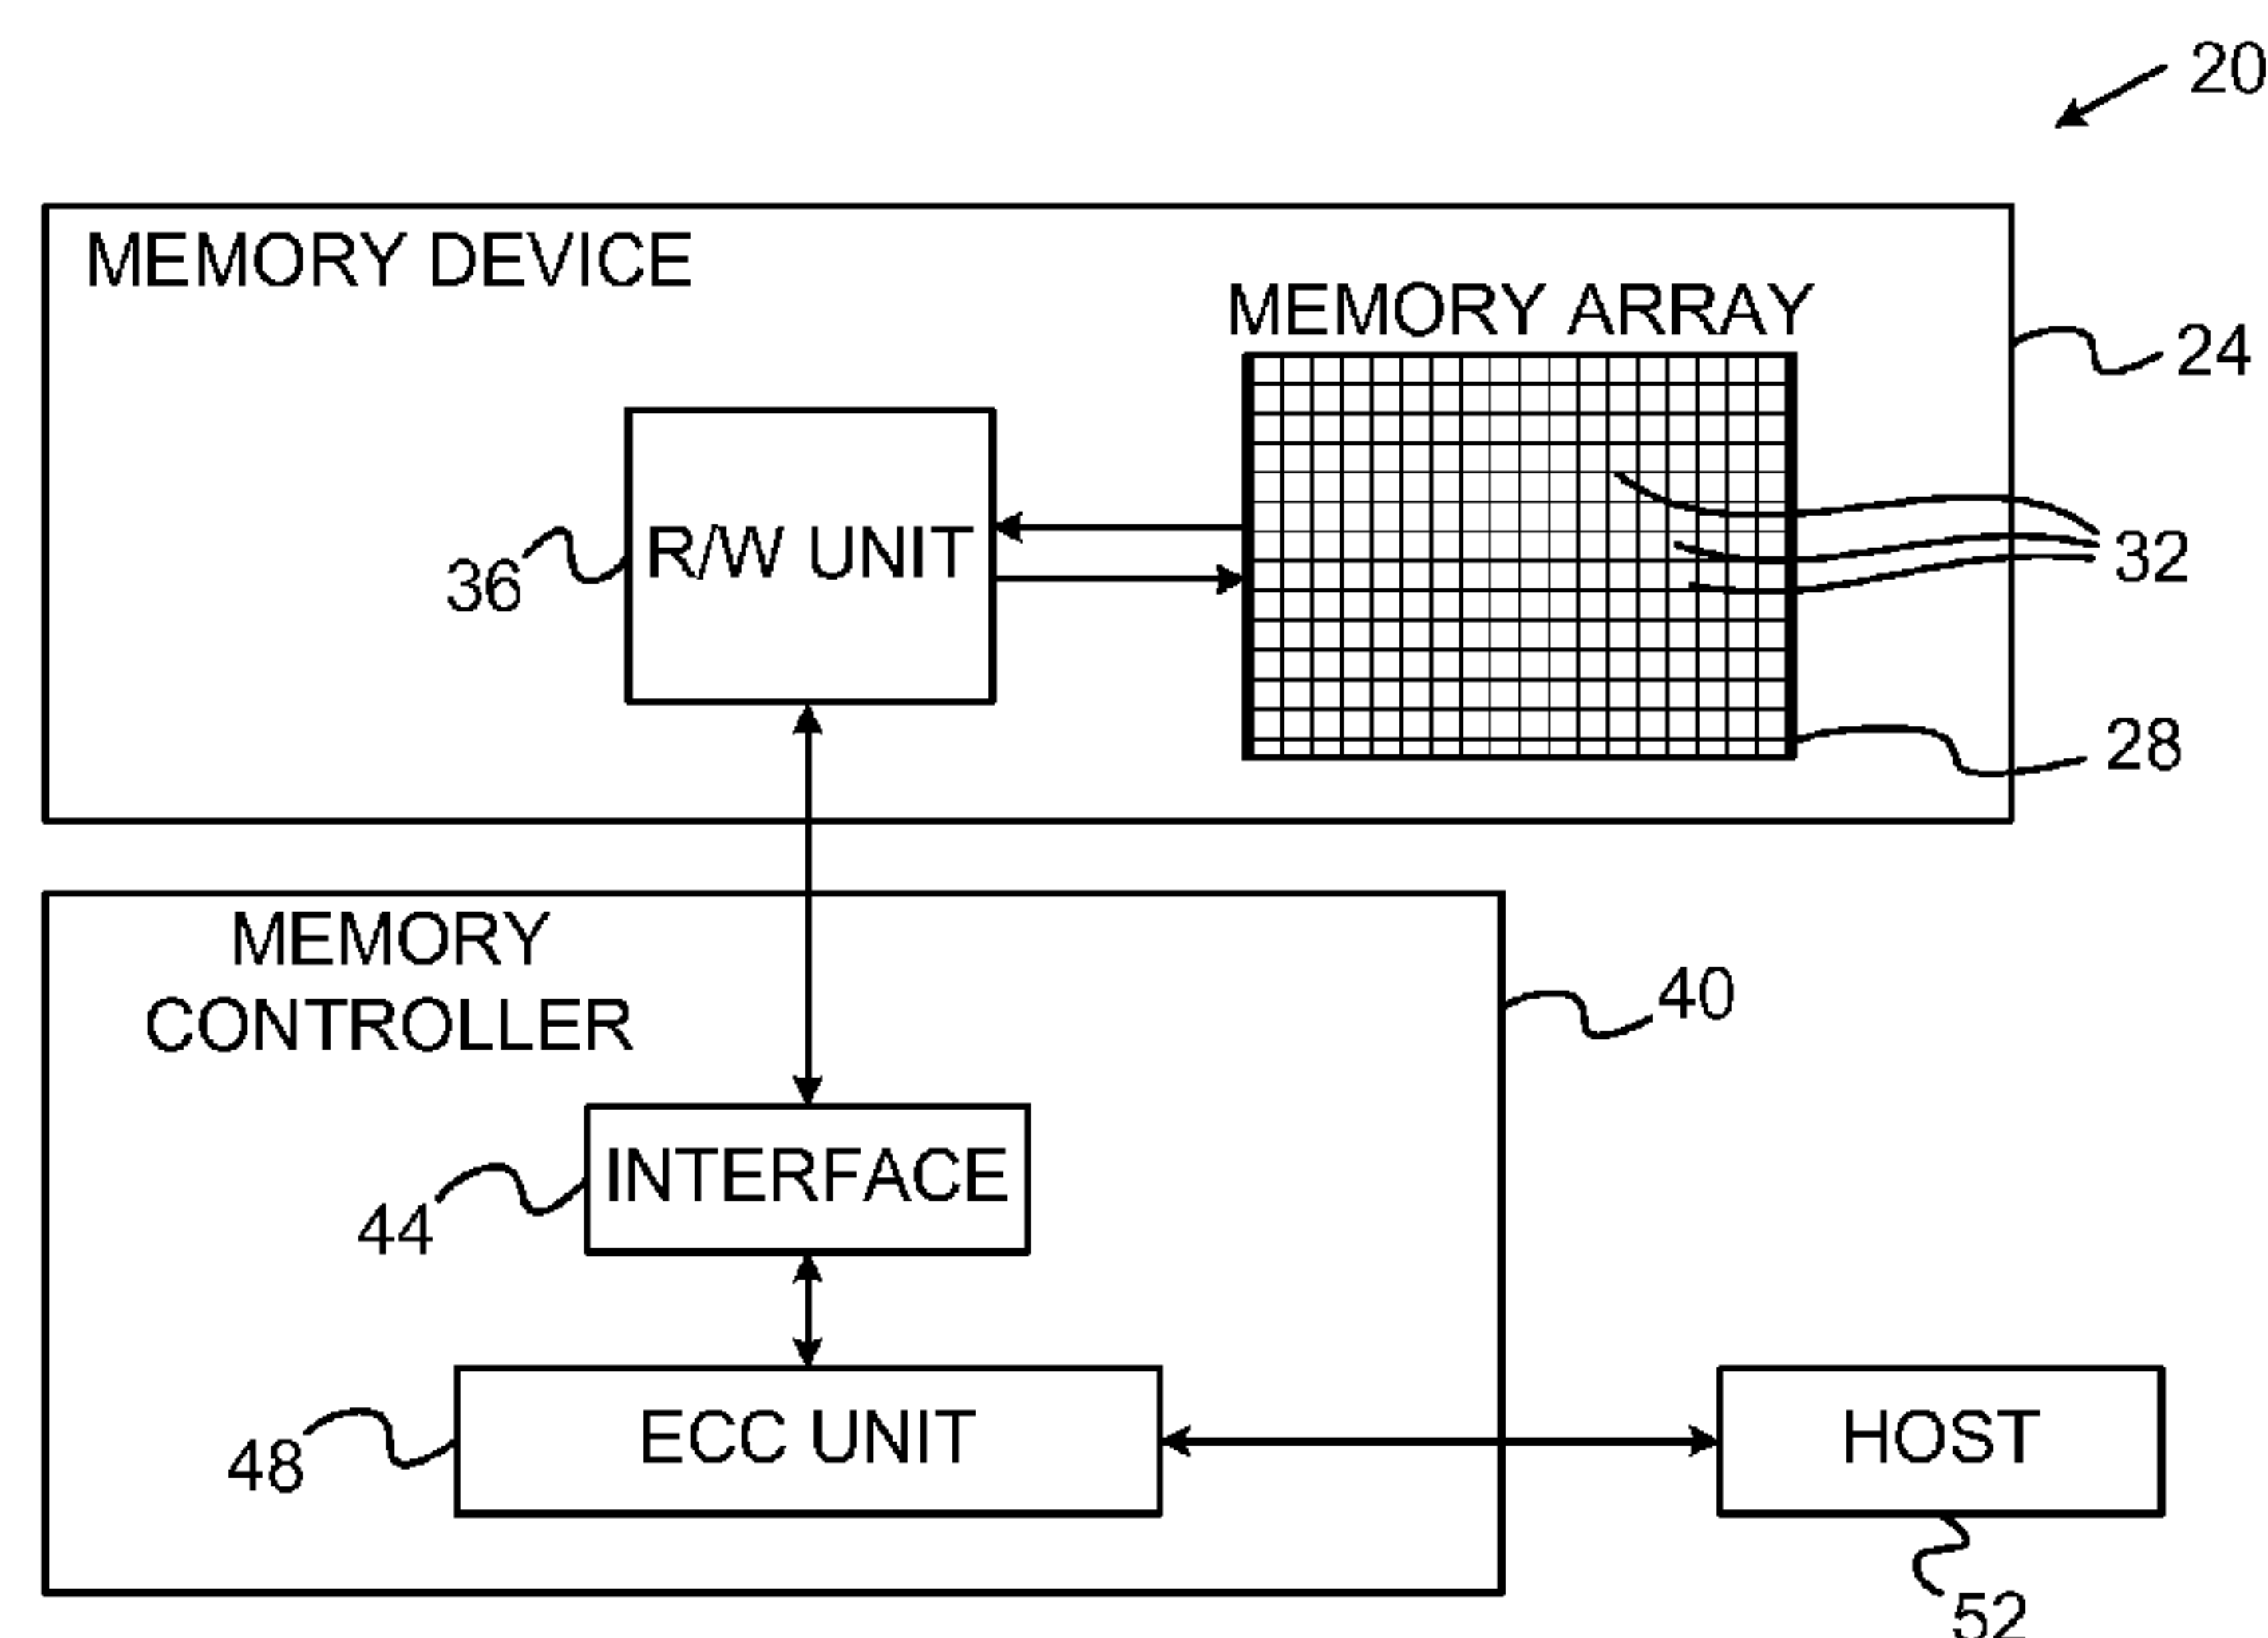 20
MEMORY DEVICE
MEMORY ARRAY
24
R/W UNIT
36
32
28
MEMORY
CONTROLLER
40
INTERFACE
44
ECC UNIT
48
HOST
52